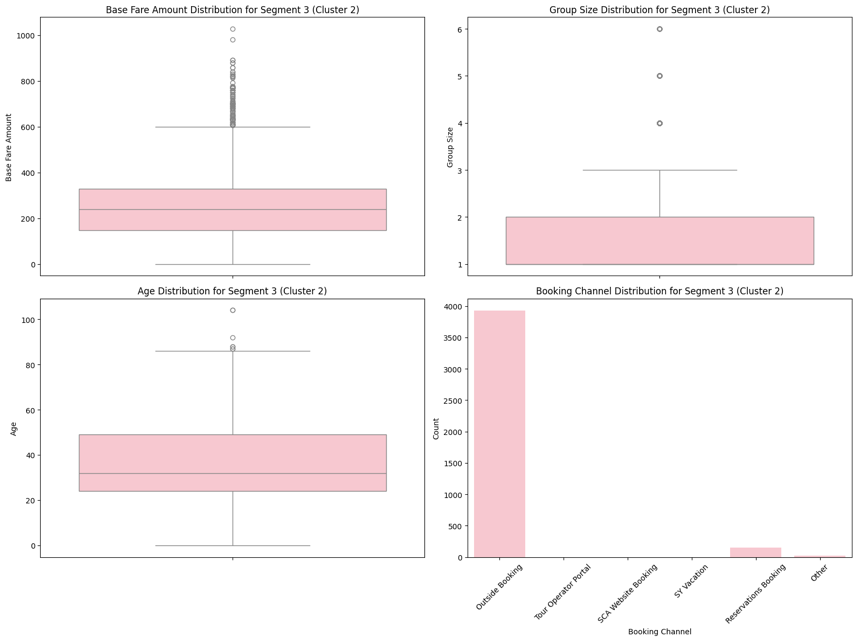 Base Fare Amount Distribution for Segment 3 (Cluster 2)
1000
800
600
400
200
0
Base Fare Amount
Group Size Distribution for Segment 3 (Cluster 2)
6
5
4
3
2
1
Group Size
Age Distribution for Segment 3 (Cluster 2)
100
80
60
40
20
0
Age
Booking Channel Distribution for Segment 3 (Cluster 2)
4000
3500
3000
2500
2000
1500
1000
500
0
Count
Outside Booking
Tour Operator Portal
SCA Website Booking
SY Vacation
Reservations Booking
Other
Booking Channel